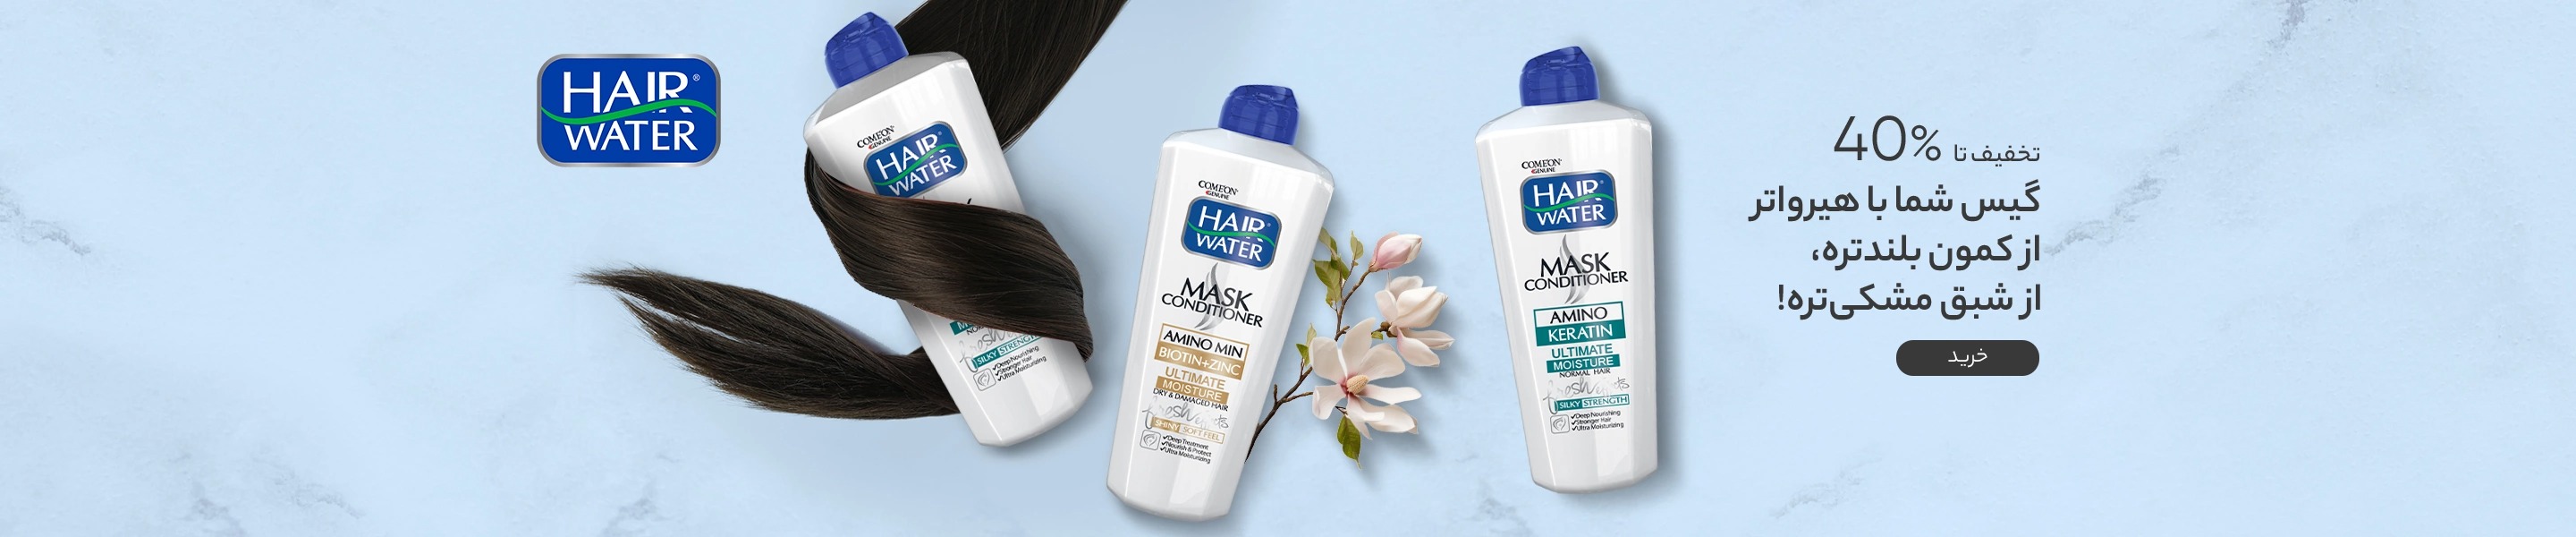 HAIR®
WATER
COMEON®
GENUINE
HAIR®
WATER
SILKY STRENGTH
✓Deep Nourishing
✓Stronger Hair
✓Ultra Moisturizing
COMEON®
GENUINE
HAIR®
WATER
MASK
CONDITIONER
AMINO MIN
BIOTIN+ZINC
ULTIMATE
MOISTURE
DRY & DAMAGED HAIR
SHINY SOFT FEEL
✓Deep Treatment
✓Nourish & Protect
✓Ultra Moisturizing
COMEON®
GENUINE
HAIR®
WATER
MASK
CONDITIONER
AMINO
KERATIN
ULTIMATE
MOISTURE
NORMAL HAIR
SILKY STRENGTH
✓Deep Nourishing
✓Stronger Hair
✓Ultra Moisturizing
تخفیف تا 40%
گیس شما با هیرواتر
از کمون بلندتره،
از شبق مشکی‌تره!
خرید